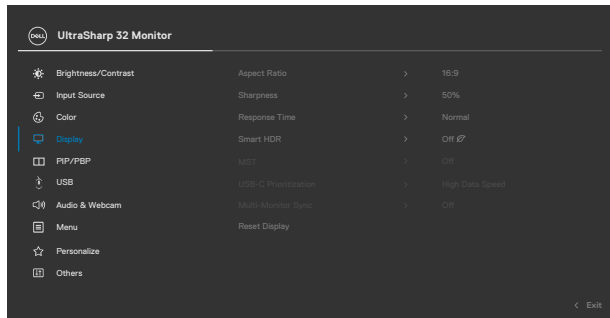 DELL UltraSharp 32 Monitor
Brightness/Contrast Aspect Ratio > 16:9
Input Source Sharpness > 50%
Color Response Time > Normal
Display Smart HDR > Off
PIP/PBP MST > Off
USB USB-C Prioritization > High Data Speed
Audio & Webcam Multi-Monitor Sync > Off
Menu Reset Display
Personalize
Others
< Exit